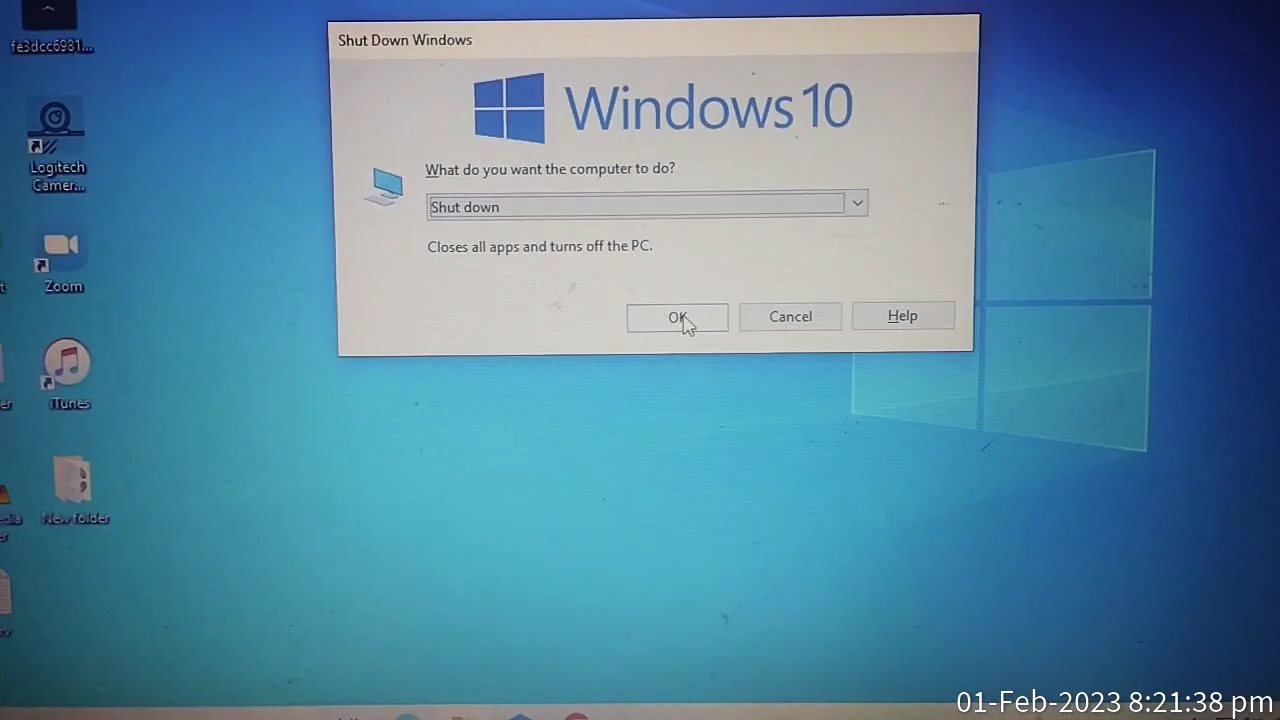 Shut Down Windows
Windows 10
What do you want the computer to do?
Shut down
Closes all apps and turns off the PC.
OK
Cancel
Help
fe3dcc6981...
Logitech
Gamer...
Zoom
iTunes
New folder
01-Feb-2023 8:21:38 pm